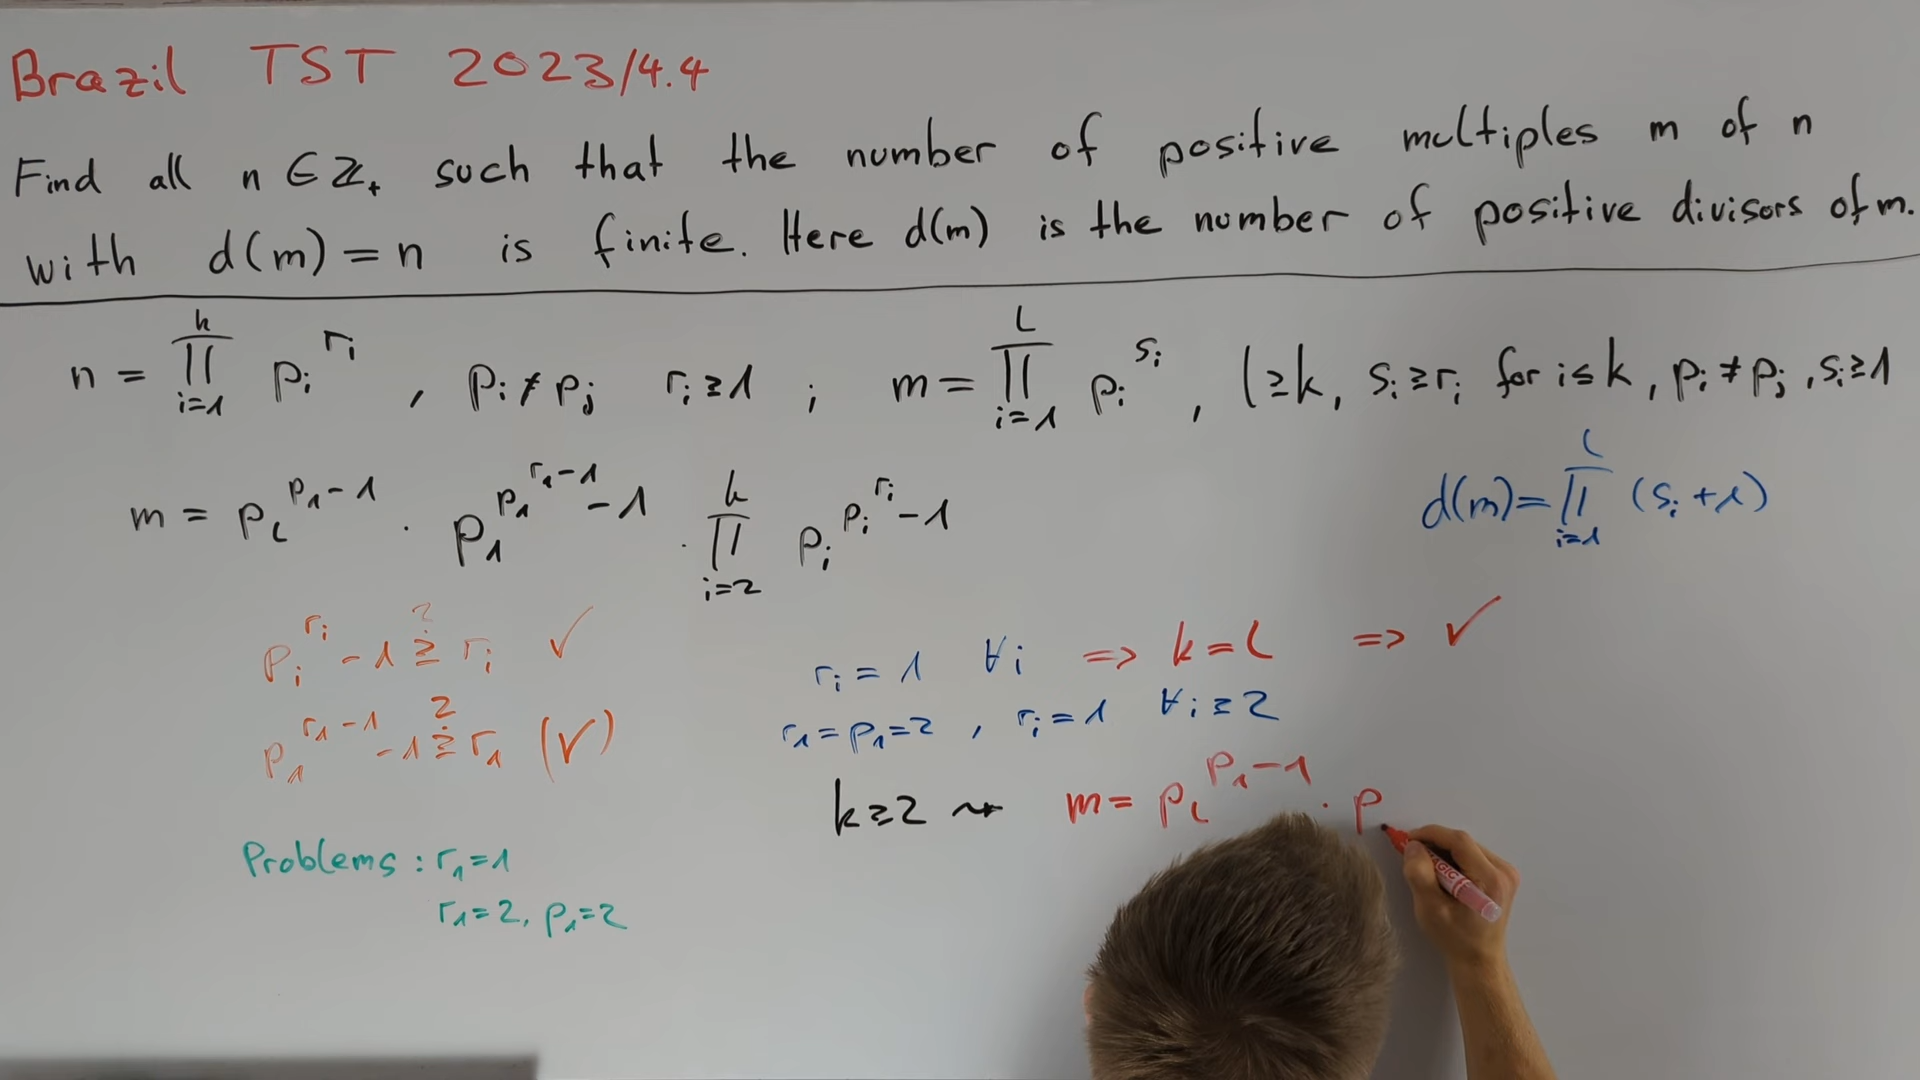 Brazil TST 2023/4.4
Find all n ∈ ℤ₊ such that the number of positive multiples m of n
with d(m) = n is finite. Here d(m) is the number of positive divisors of m.
n = ∏_{i=1}^{k} p_i^{r_i} , p_i ≠ p_j r_i ≥ 1 ; m = ∏_{i=1}^{l} p_i^{s_i} , l ≥ k, s_i ≥ r_i for i ≤ k, p_i ≠ p_j, s_i ≥ 1
m = p_l^{p_1 - 1} · p_1^{p_1^{r_1 - 1} - 1} · ∏_{i=2}^{k} p_i^{p_i^{r_i} - 1}
d(m) = ∏_{i=1}^{l} (s_i + 1)
p_i^{r_i} - 1 ≥? r_i ✓
p_1^{r_1 - 1} - 1 ≥? r_1 (✓)
Problems : r_1 = 1
r_1 = 2, p_1 = 2
r_i = 1 ∀i ⇒ k = l ⇒ ✓
r_1 = p_1 = 2 , r_i = 1 ∀i ≥ 2
k ≥ 2 ⇝ m = p_l^{p_1 - 1} · p
MAGIC